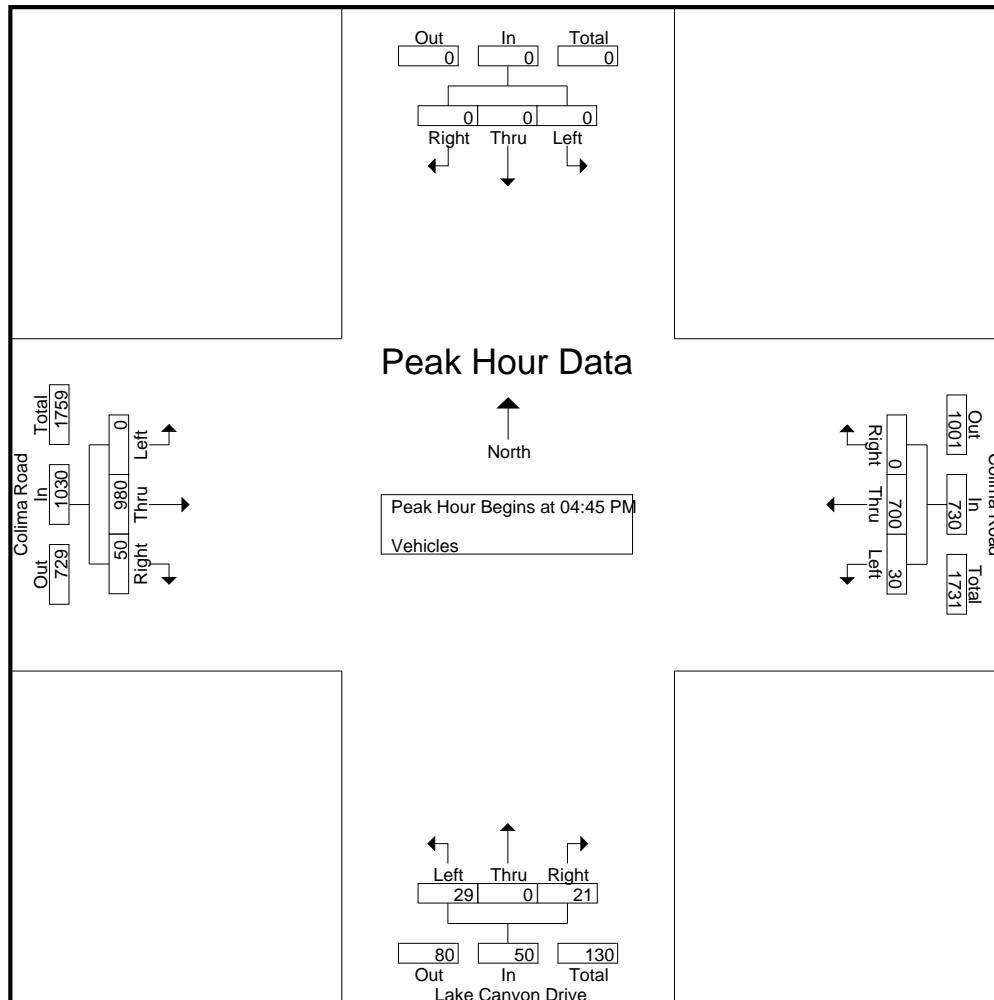 Out In Total
0 0 0
0 0 0
Right Thru Left
Peak Hour Data
North
Peak Hour Begins at 04:45 PM
Vehicles
Colima Road
Out In Total
729 1030 1759
50 980 0
Right Thru Left
Colima Road
Out In Total
1001 730 1731
0 700 30
Right Thru Left
Left Thru Right
29 0 21
80 50 130
Out In Total
Lake Canyon Drive